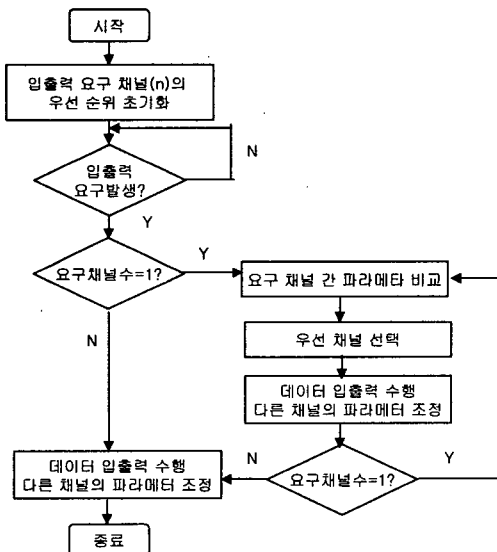 시작
입출력 요구 채널(n)의
우선 순위 초기화
N
입출력
요구발생?
Y
요구채널수=1?
Y
요구 채널 간 파라메타 비교
N
우선 채널 선택
데이터 입출력 수행
다른 채널의 파라메터 조정
데이터 입출력 수행
다른 채널의 파라메터 조정
N
요구채널수=1?
Y
종료